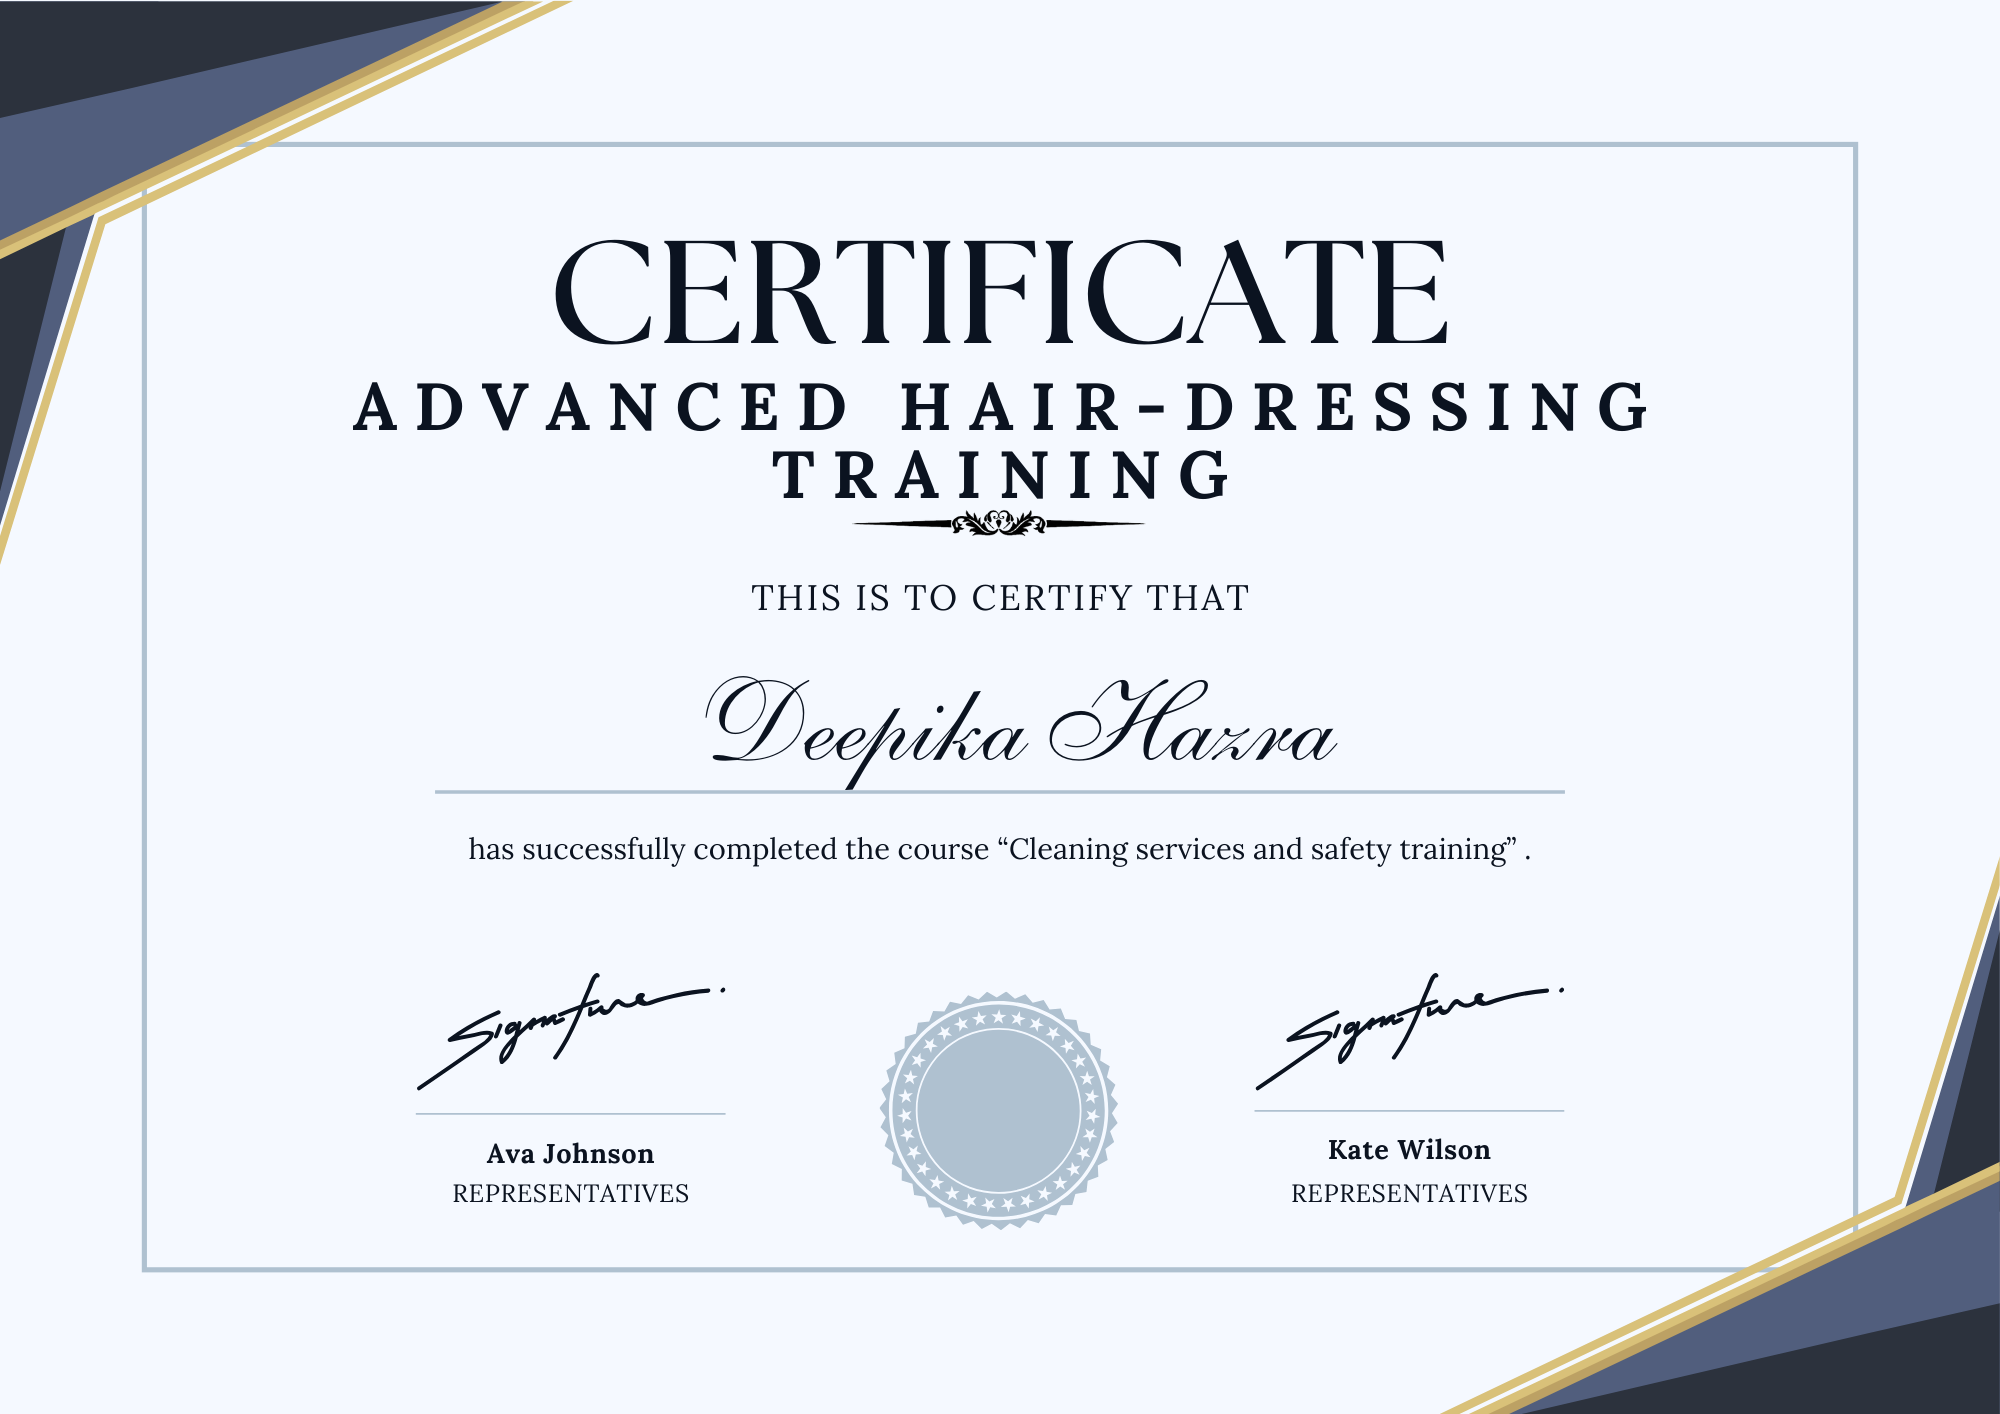 CERTIFICATE
ADVANCED HAIR-DRESSING
TRAINING
THIS IS TO CERTIFY THAT
Deepika Hazra
has successfully completed the course “Cleaning services and safety training” .
Signature.
Signature.
Ava Johnson
REPRESENTATIVES
Kate Wilson
REPRESENTATIVES